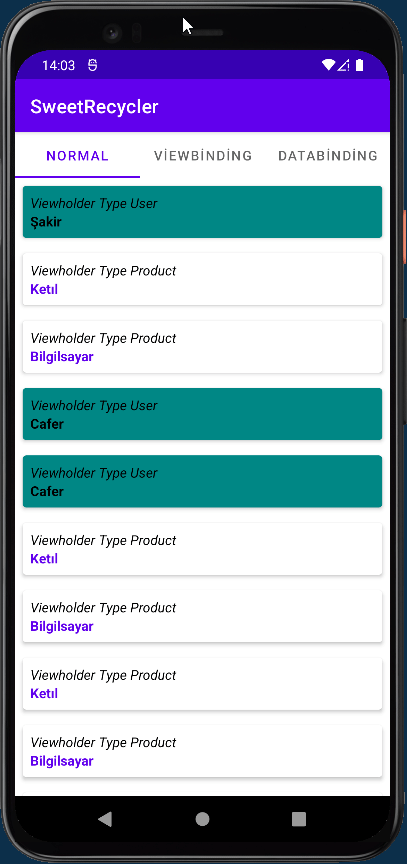 14:03
SweetRecycler
NORMAL VİEWBİNDİNG DATABİNDİNG
Viewholder Type User
Şakir
Viewholder Type Product
Ketıl
Viewholder Type Product
Bilgilsayar
Viewholder Type User
Cafer
Viewholder Type User
Cafer
Viewholder Type Product
Ketıl
Viewholder Type Product
Bilgilsayar
Viewholder Type Product
Ketıl
Viewholder Type Product
Bilgilsayar